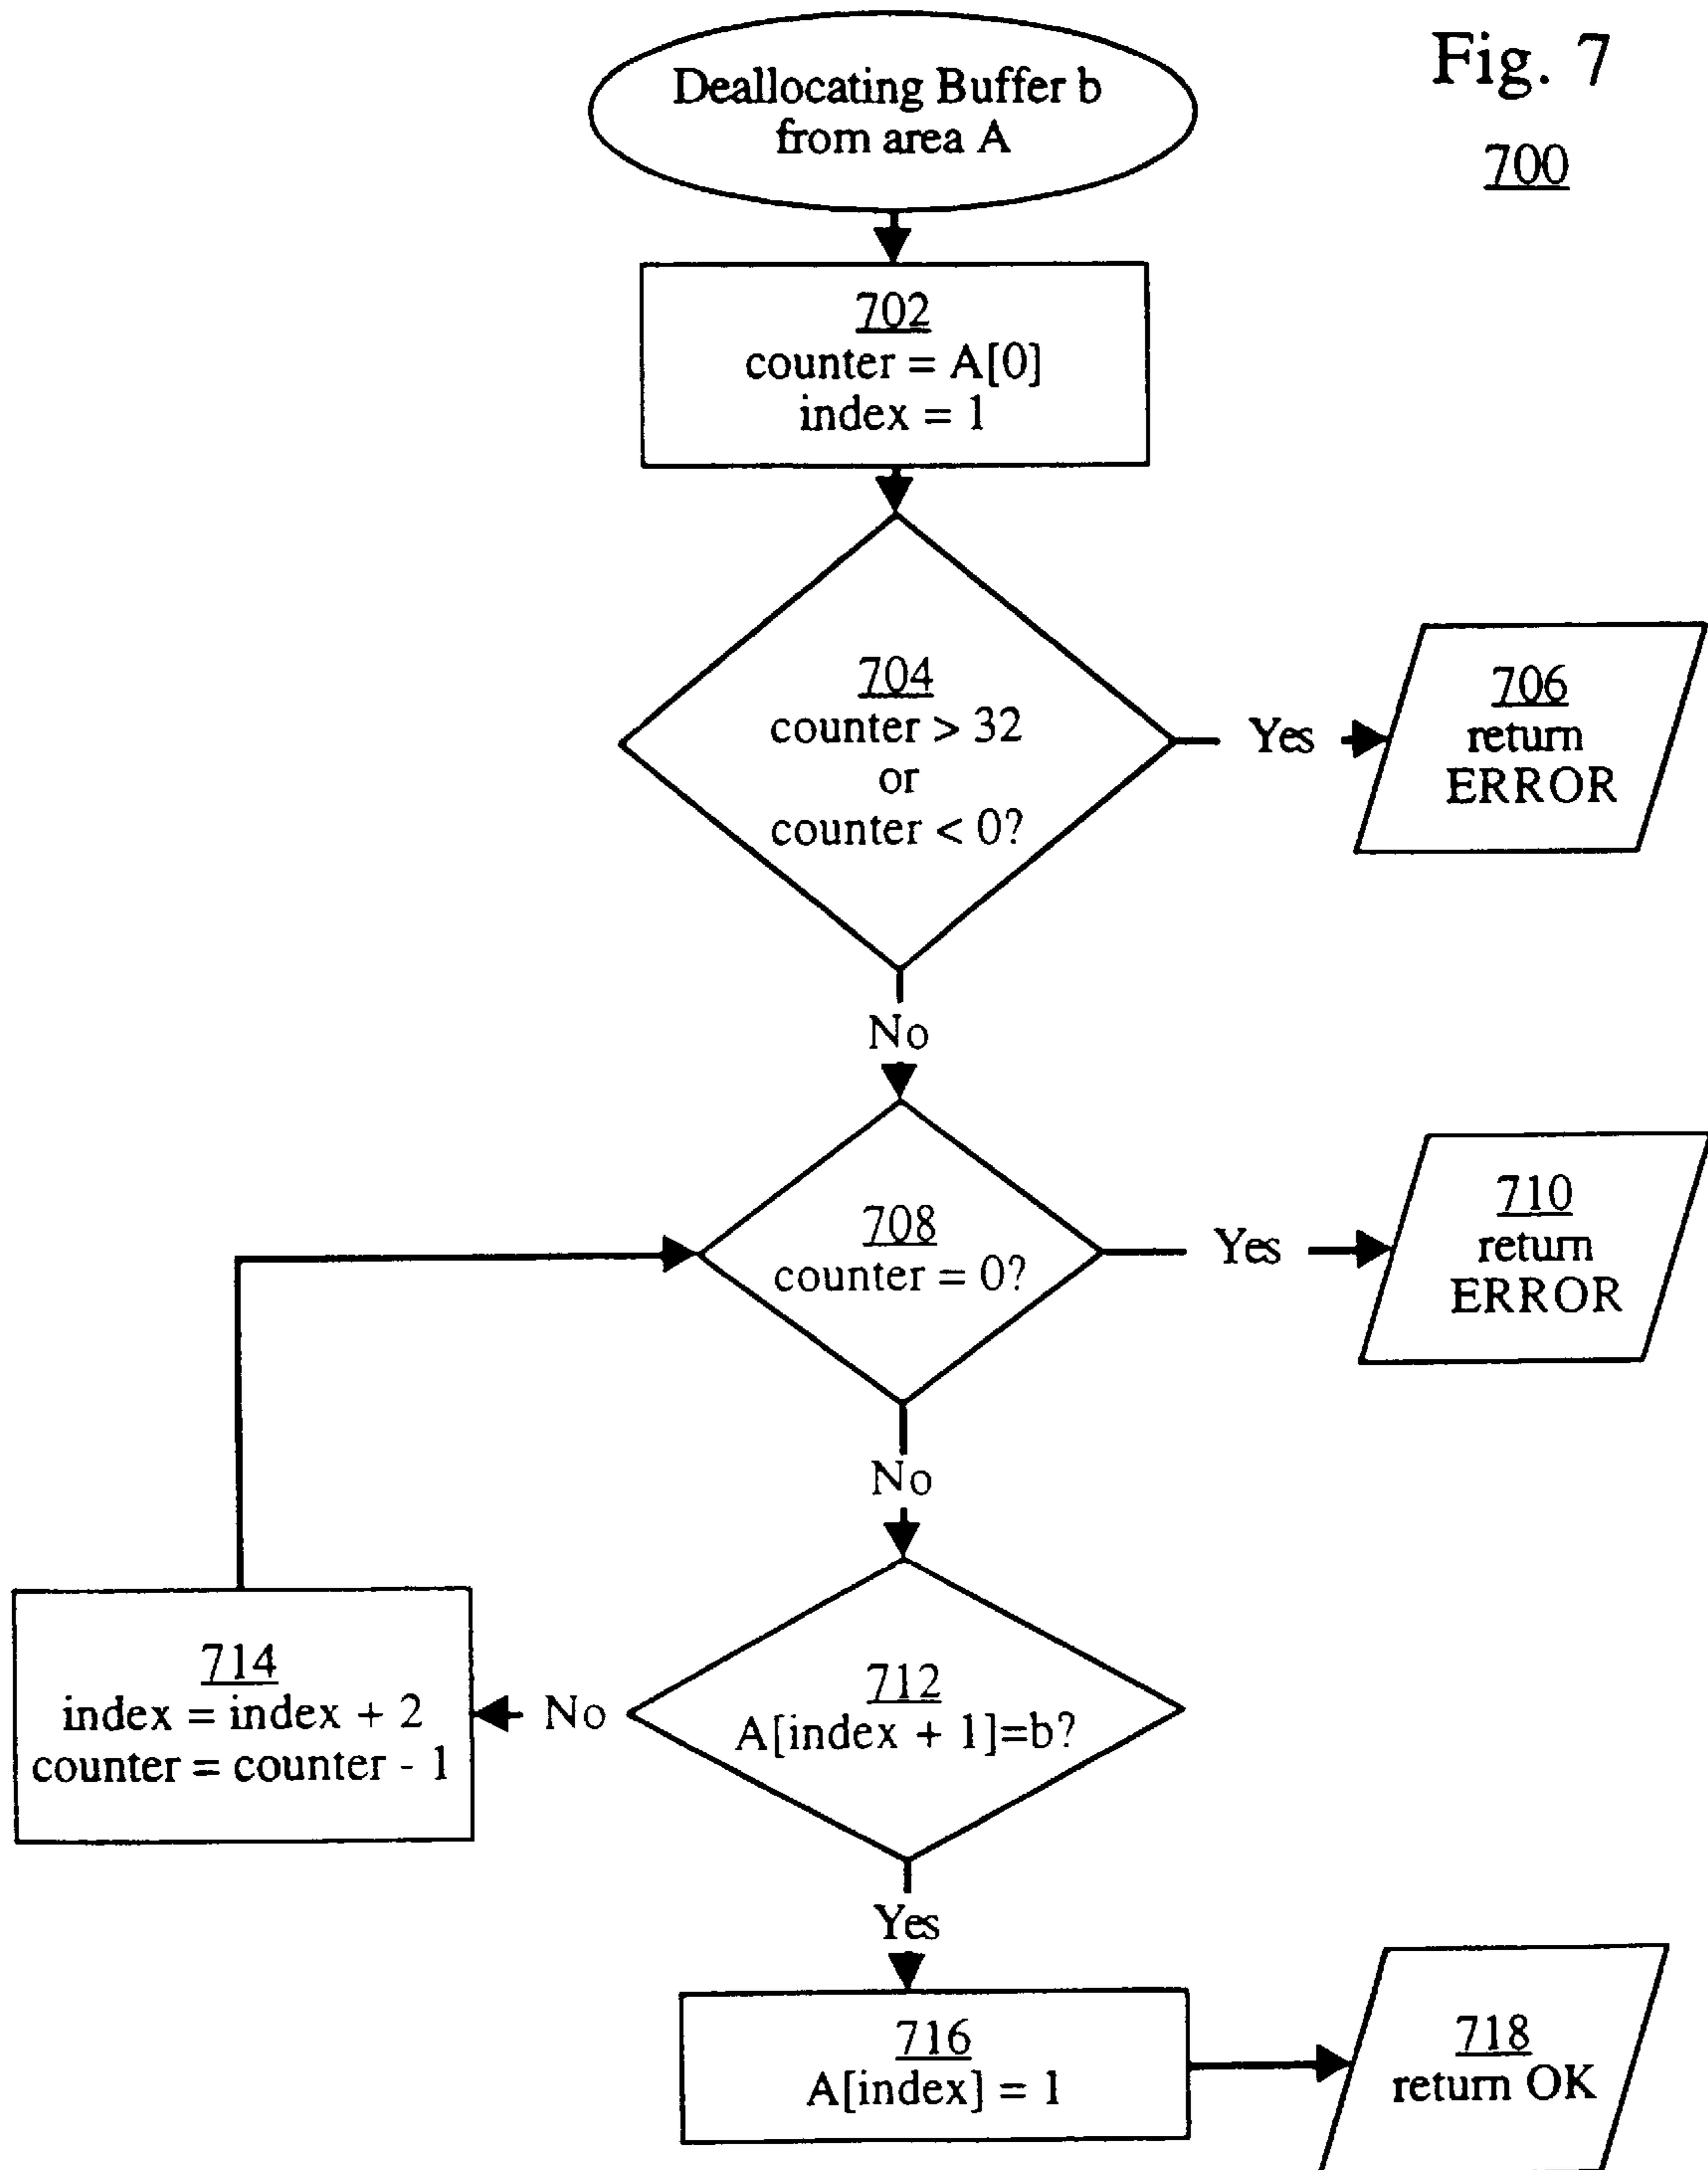 Fig. 7
700
Deallocating Buffer b
from area A
702
counter = A[0]
index = 1
704
counter > 32
or
counter < 0?
Yes
706
return
ERROR
No
708
counter = 0?
Yes
710
return
ERROR
No
712
A[index + 1]=b?
No
714
index = index + 2
counter = counter - 1
Yes
716
A[index] = 1
718
return OK